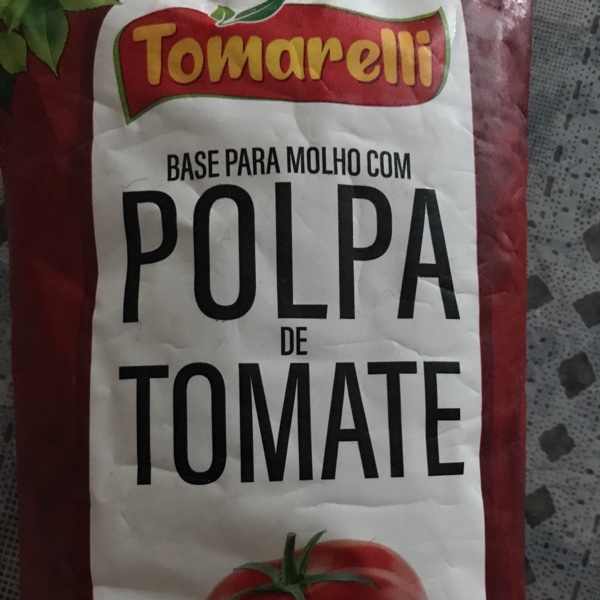 Tomarelli
BASE PARA MOLHO COM
POLPA
DE
TOMATE